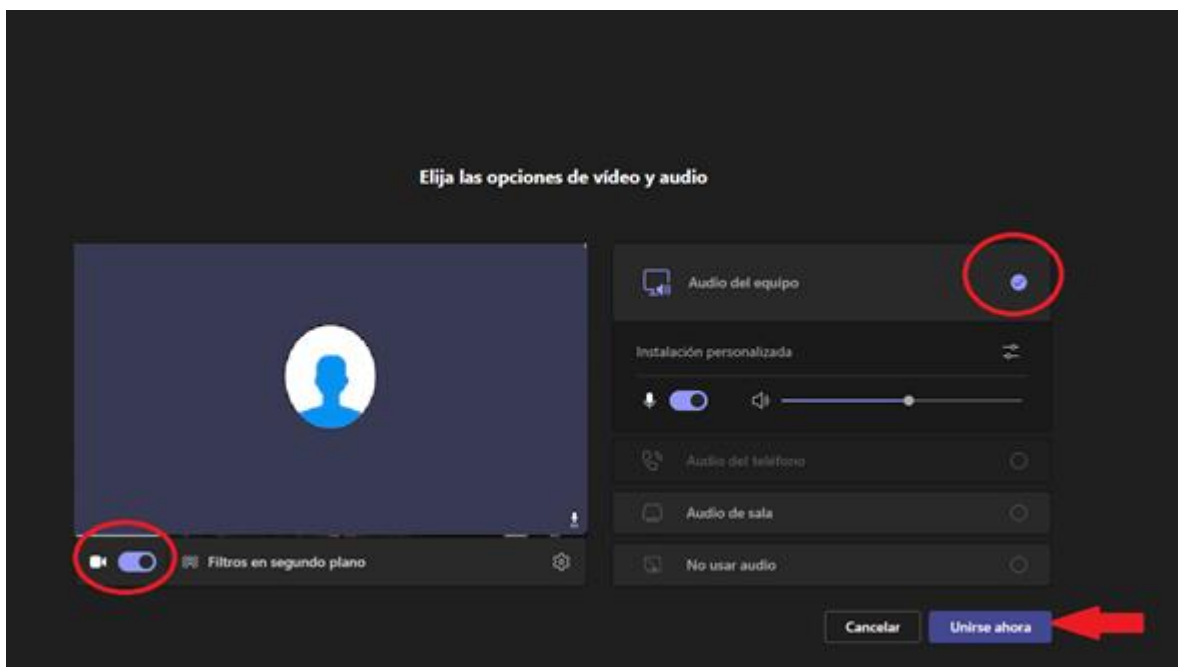 Elija las opciones de vídeo y audio
Audio del equipo
Instalación personalizada
Audio del teléfono
Audio de sala
Filtros en segundo plano
No usar audio
Cancelar
Unirse ahora